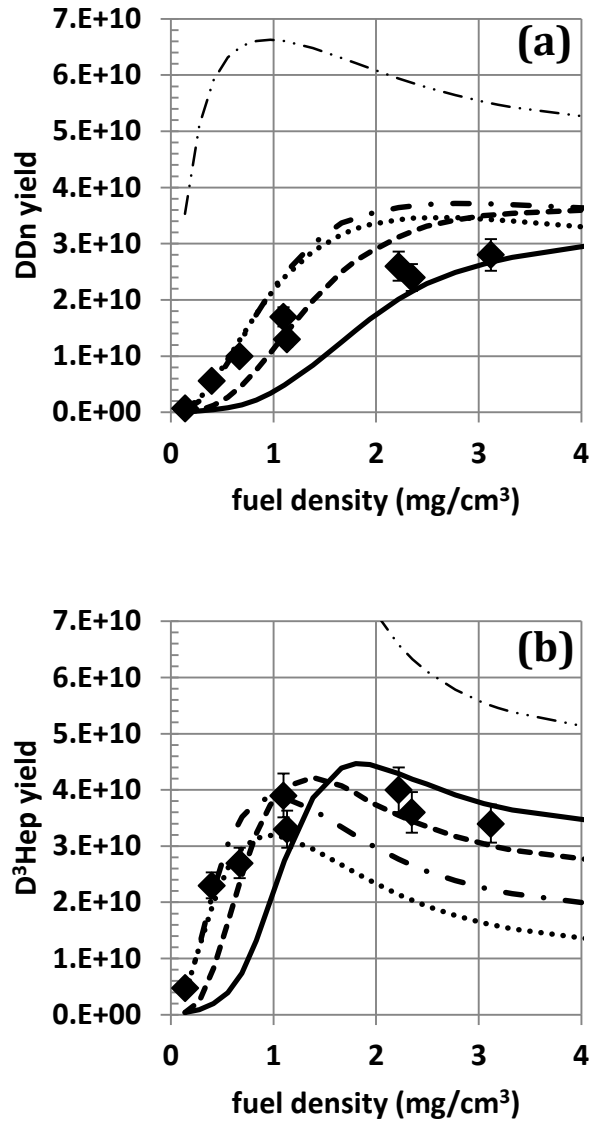 (a)
DDn yield
7.E+10
6.E+10
5.E+10
4.E+10
3.E+10
2.E+10
1.E+10
0.E+00
0 1 2 3 4
fuel density (mg/cm³)
(b)
D³Hep yield
7.E+10
6.E+10
5.E+10
4.E+10
3.E+10
2.E+10
1.E+10
0.E+00
0 1 2 3 4
fuel density (mg/cm³)